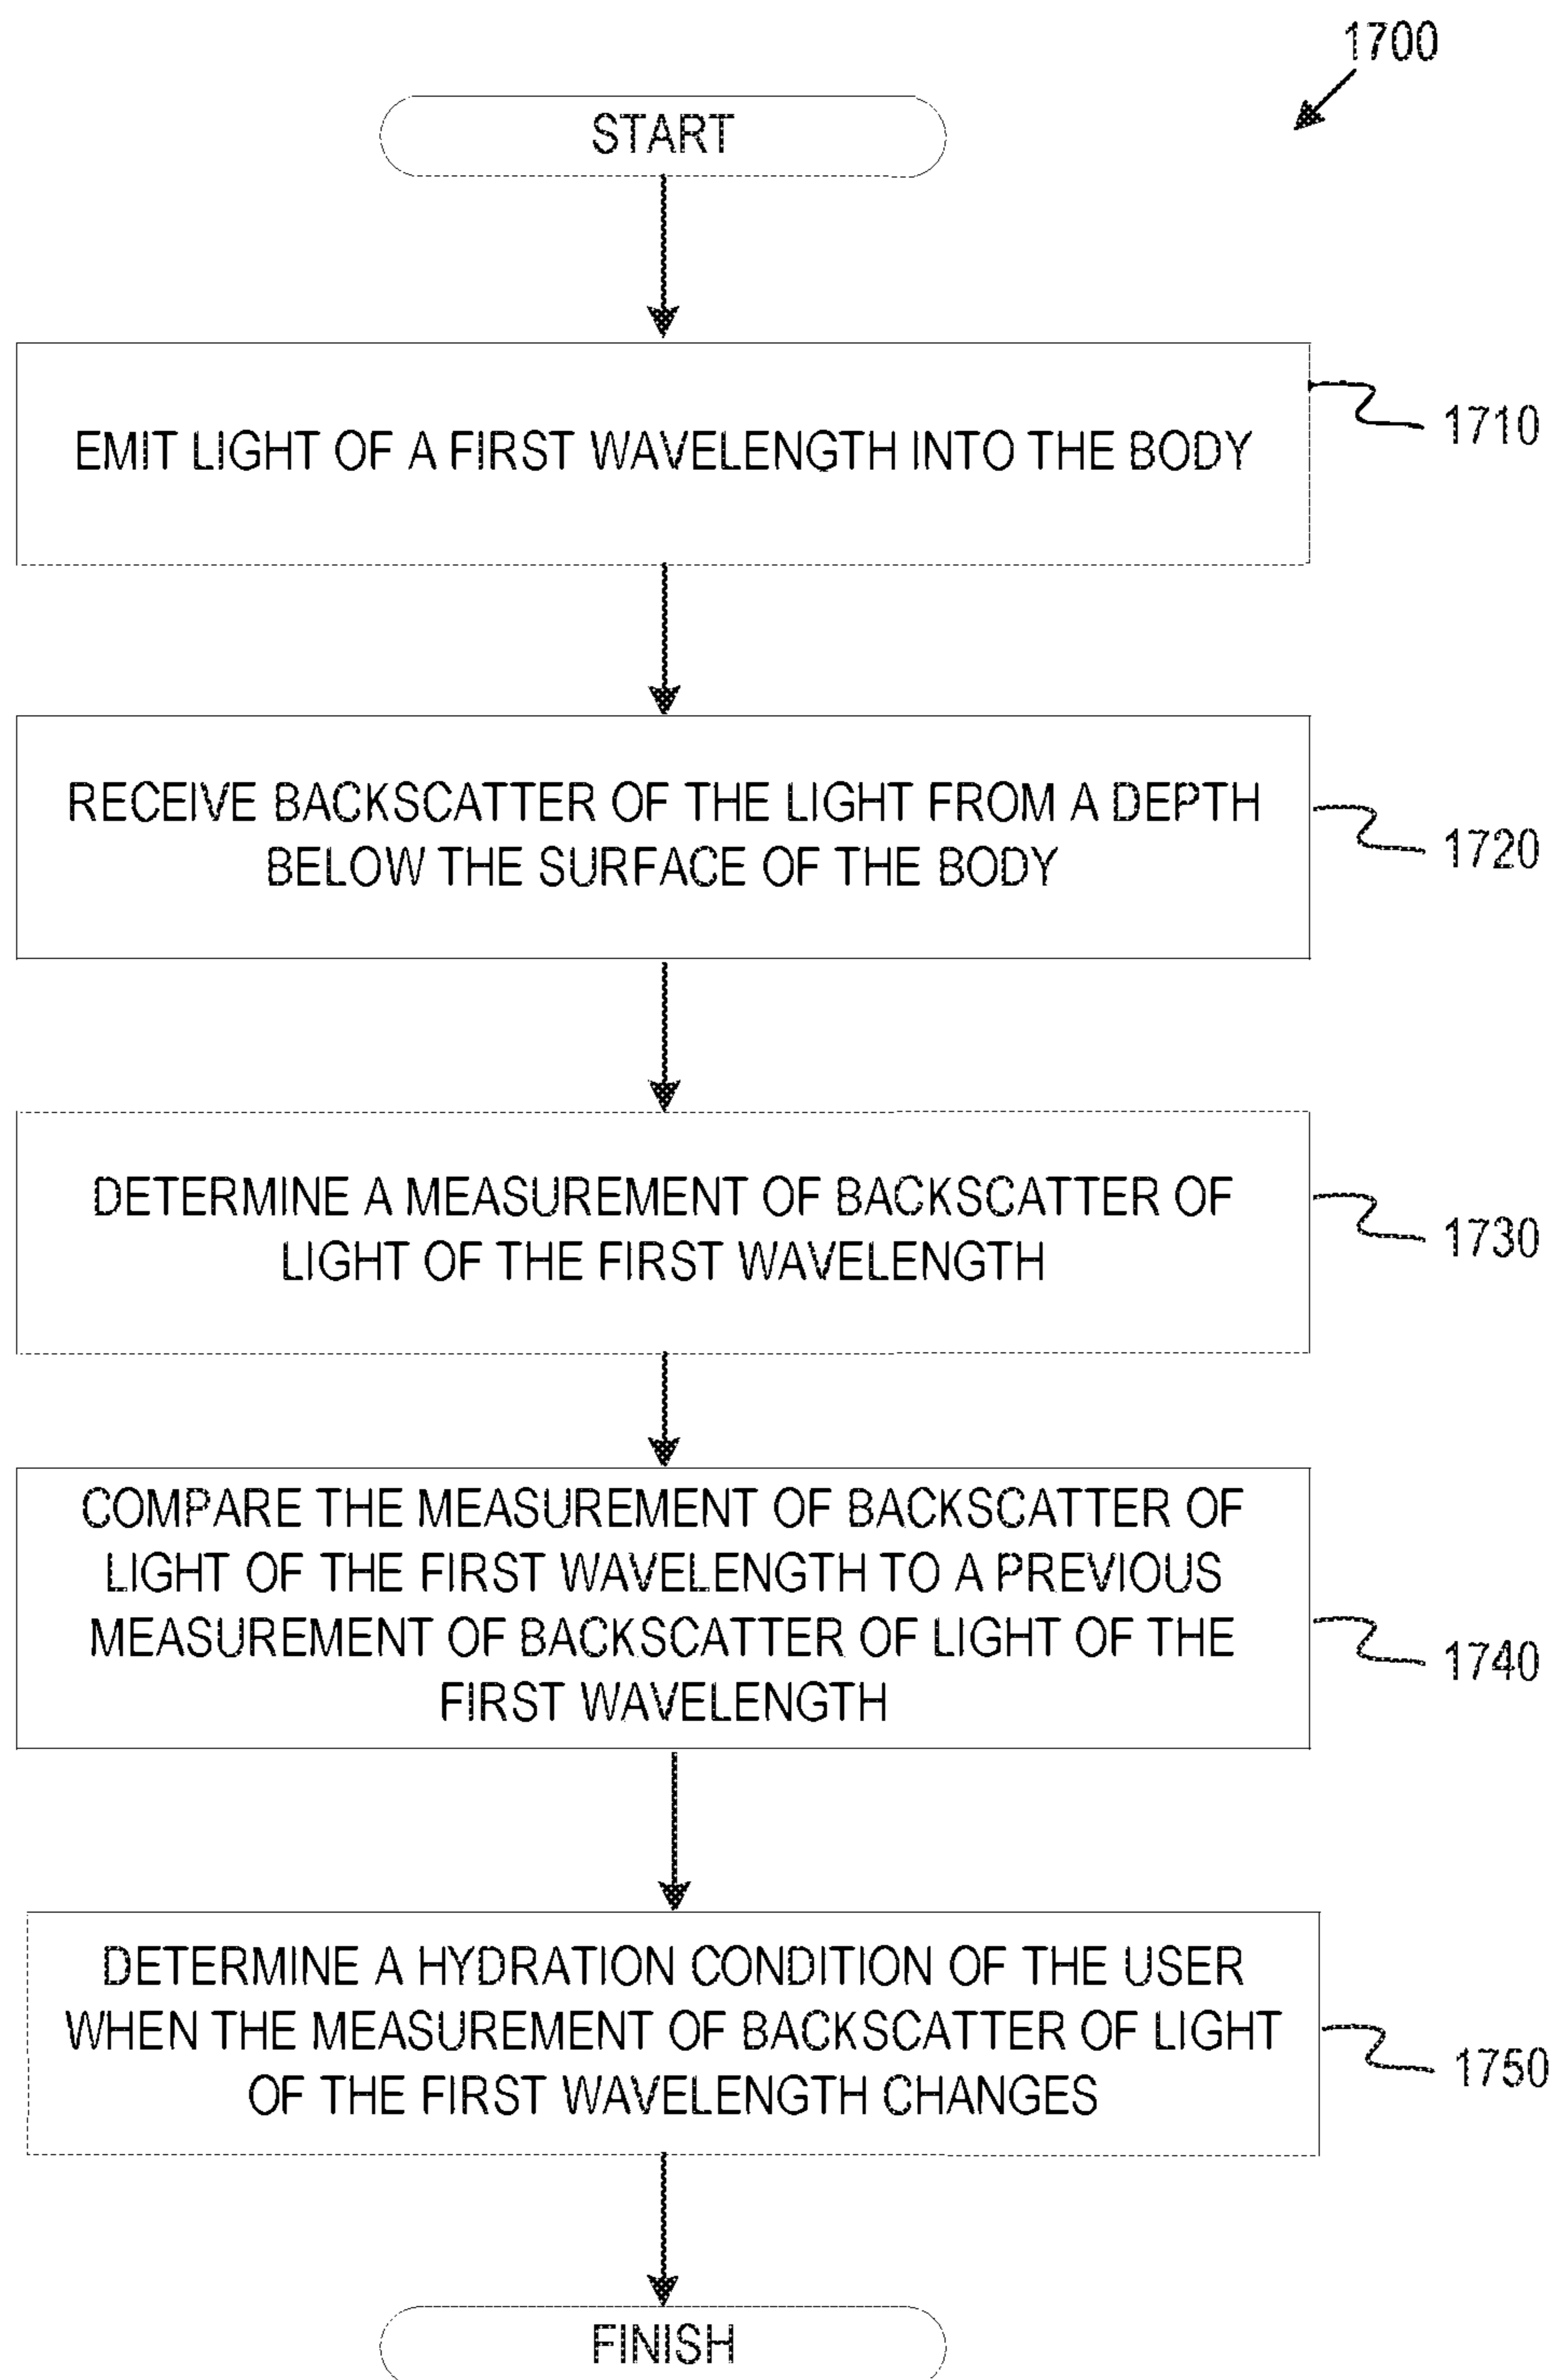 1700
START
EMIT LIGHT OF A FIRST WAVELENGTH INTO THE BODY
1710
RECEIVE BACKSCATTER OF THE LIGHT FROM A DEPTH
BELOW THE SURFACE OF THE BODY
1720
DETERMINE A MEASUREMENT OF BACKSCATTER OF
LIGHT OF THE FIRST WAVELENGTH
1730
COMPARE THE MEASUREMENT OF BACKSCATTER OF
LIGHT OF THE FIRST WAVELENGTH TO A PREVIOUS
MEASUREMENT OF BACKSCATTER OF LIGHT OF THE
FIRST WAVELENGTH
1740
DETERMINE A HYDRATION CONDITION OF THE USER
WHEN THE MEASUREMENT OF BACKSCATTER OF LIGHT
OF THE FIRST WAVELENGTH CHANGES
1750
FINISH